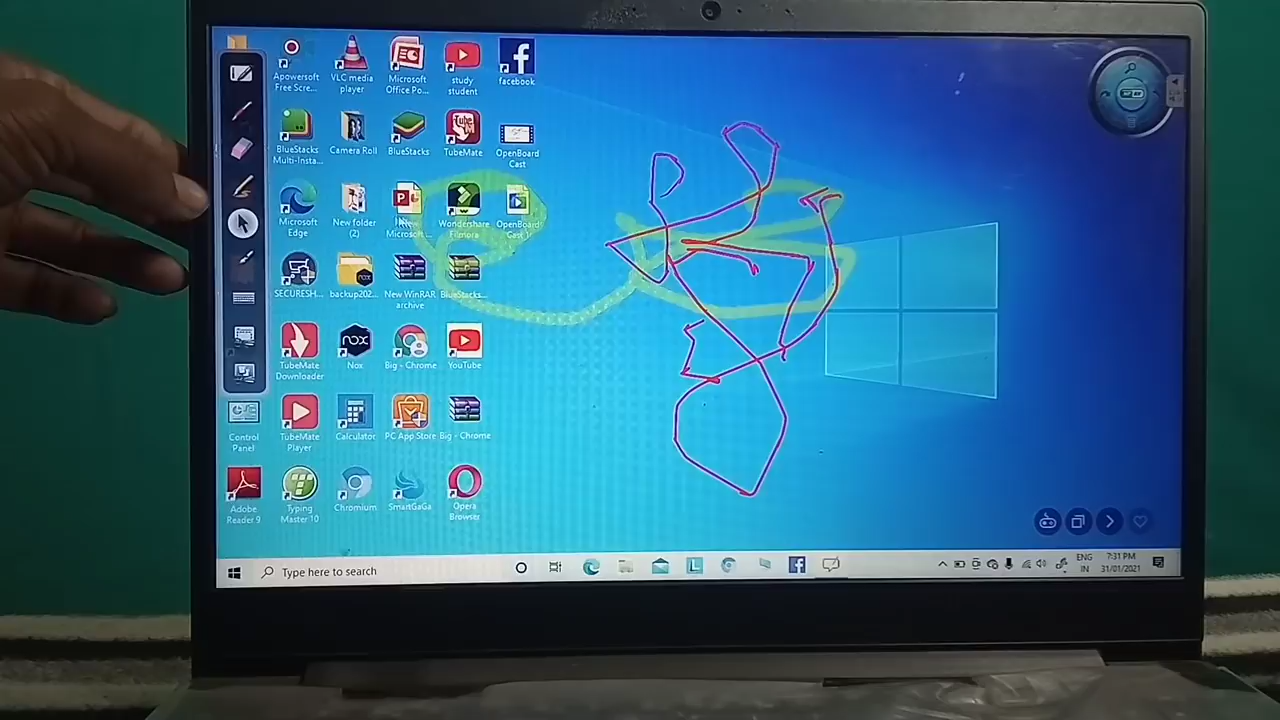 Apowersoft Free Scre...
VLC media player
Microsoft Office Po...
study student
facebook
BlueStacks Multi-Insta...
Camera Roll
BlueStacks
TubeMate
OpenBoard Cast
Microsoft Edge
New folder (2)
New Microsoft ...
Wondershare Filmora
OpenBoard
SECURESH...
backup202...
New WinRAR archive
BlueStacks...
TubeMate Downloader
Nox
Big - Chrome
YouTube
Control Panel
TubeMate Player
Calculator
PC App Store
Big - Chrome
Adobe Reader 9
Typing Master 10
Chromium
SmartGaGa
Opera Browser
Type here to search
ENG IN
7:31 PM
31/01/2021